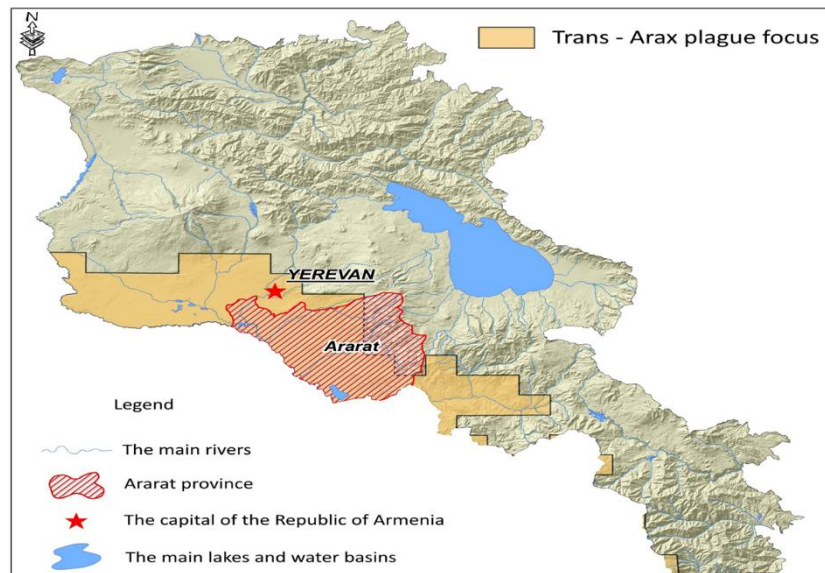 N
Trans - Arax plague focus
YEREVAN
Ararat
Legend
The main rivers
Ararat province
The capital of the Republic of Armenia
The main lakes and water basins